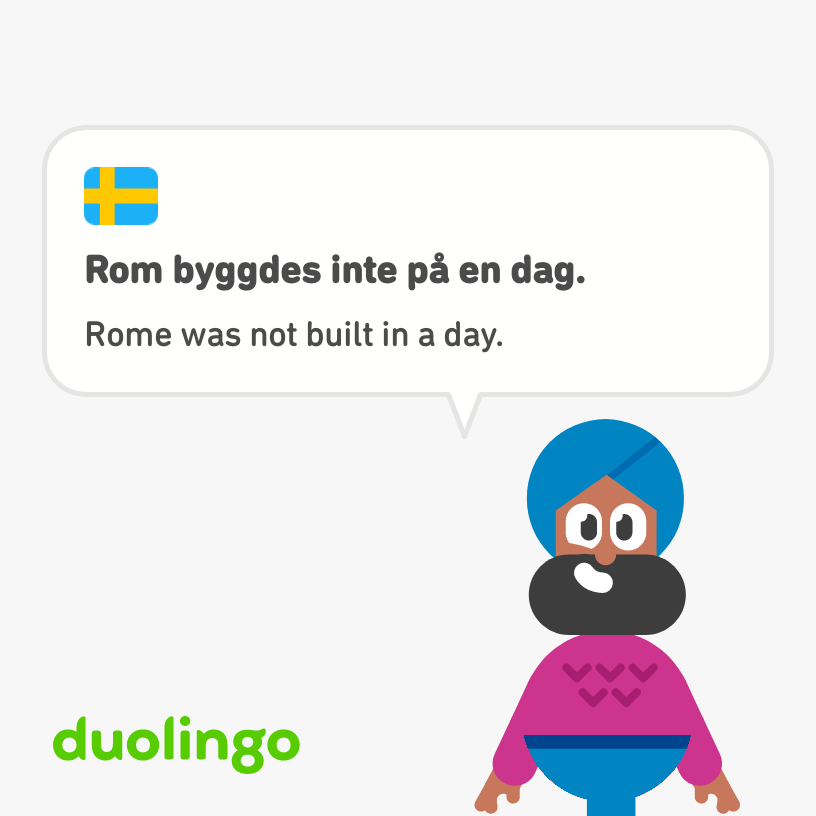 Rom byggdes inte på en dag.
Rome was not built in a day.
duolingo